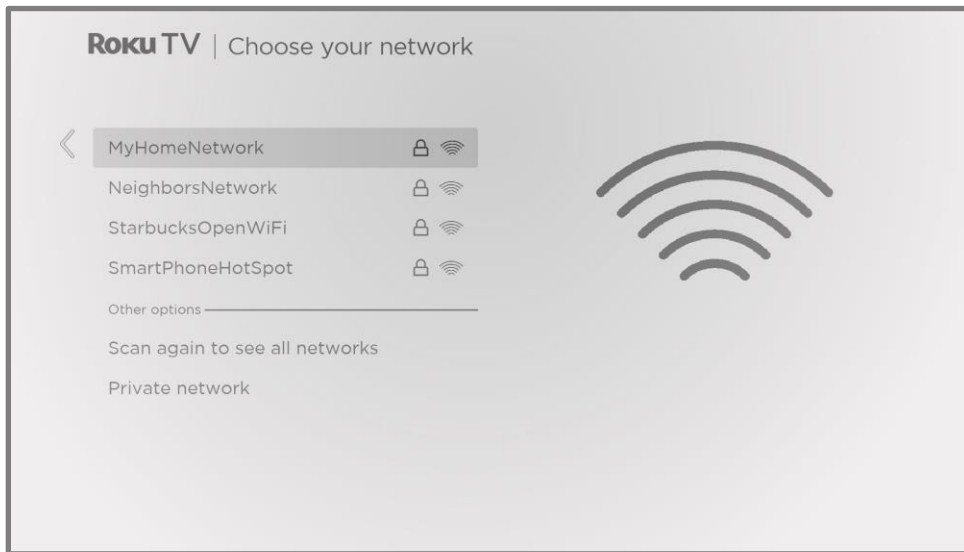 Roku TV | Choose your network
MyHomeNetwork
NeighborsNetwork
StarbucksOpenWiFi
SmartPhoneHotSpot
Other options
Scan again to see all networks
Private network